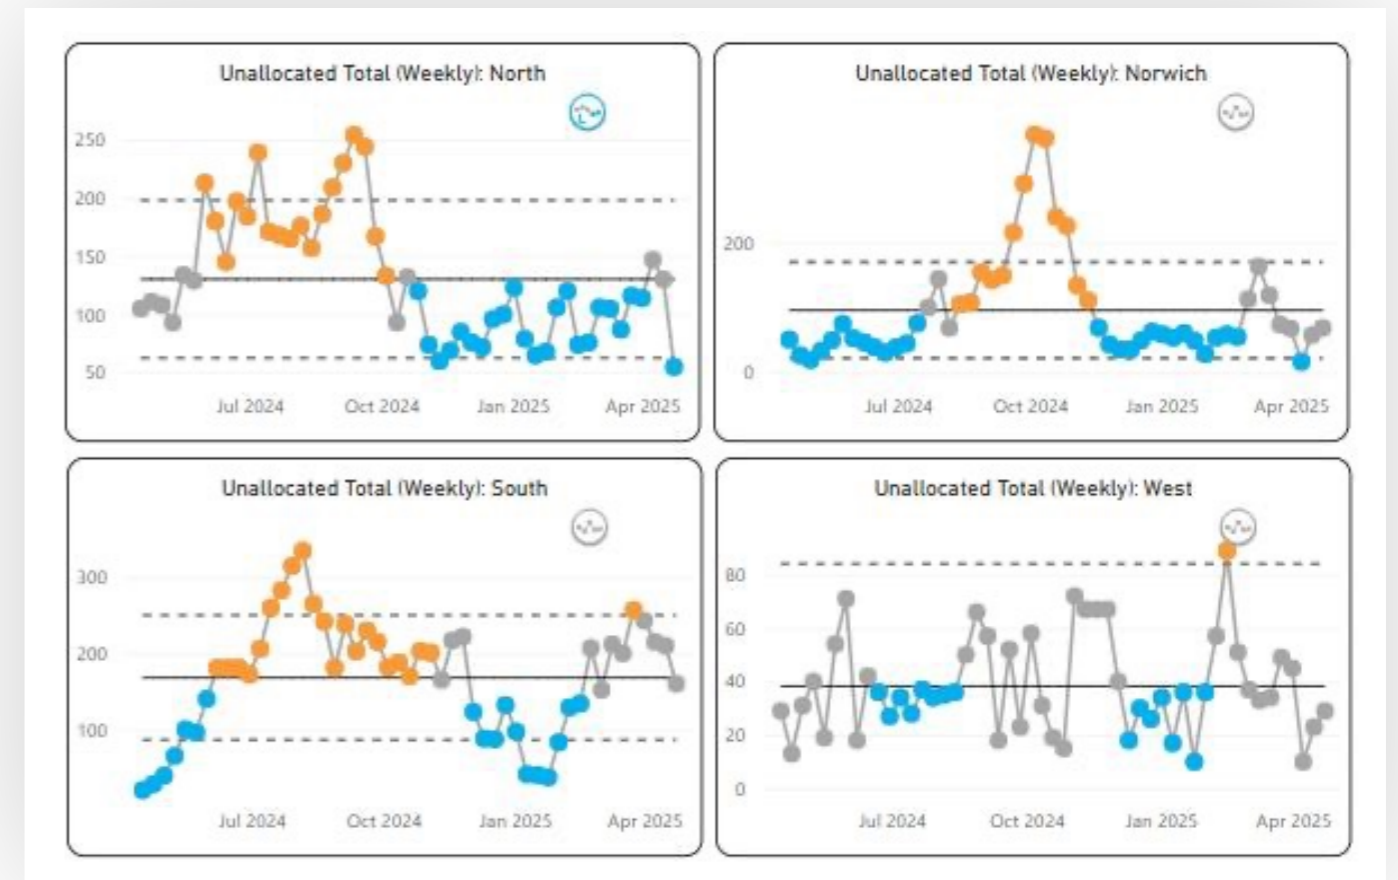 Unallocated Total (Weekly): North
250
200
150
100
50
Jul 2024 Oct 2024 Jan 2025 Apr 2025
Unallocated Total (Weekly): Norwich
200
0
Jul 2024 Oct 2024 Jan 2025 Apr 2025
Unallocated Total (Weekly): South
300
200
100
Jul 2024 Oct 2024 Jan 2025 Apr 2025
Unallocated Total (Weekly): West
80
60
40
20
0
Jul 2024 Oct 2024 Jan 2025 Apr 2025